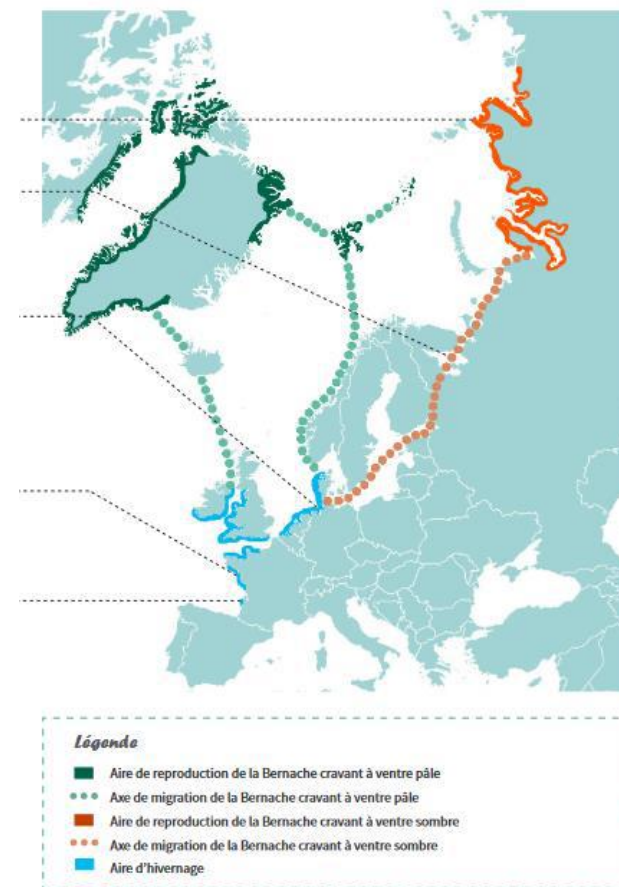 Légende
Aire de reproduction de la Bernache cravant à ventre pâle
Axe de migration de la Bernache cravant à ventre pâle
Aire de reproduction de la Bernache cravant à ventre sombre
Axe de migration de la Bernache cravant à ventre sombre
Aire d'hivernage